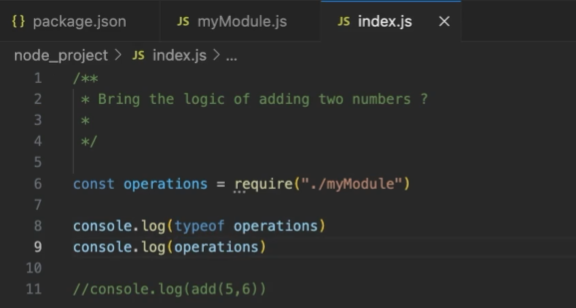 {} package.json JS myModule.js JS index.js ×
node_project > JS index.js > ...
1 /**
2 * Bring the logic of adding two numbers ?
3 *
4 */
5
6 const operations = require("./myModule")
7
8 console.log(typeof operations)
9 console.log(operations)
10
11 //console.log(add(5,6))